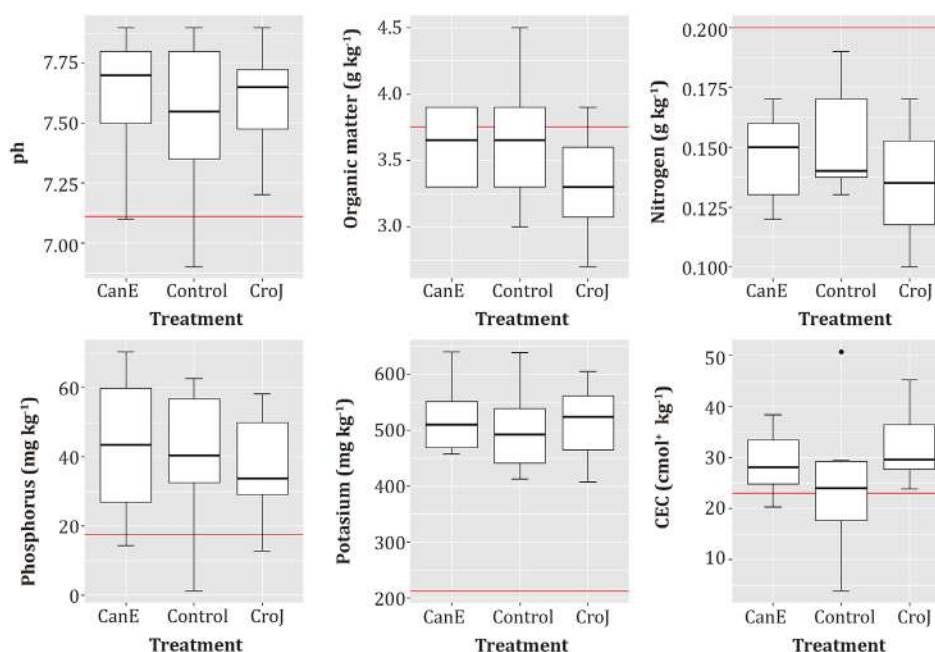 ph
7.75
7.50
7.25
7.00
CanE Control CroJ
Treatment
Organic matter (g kg⁻¹)
4.5
4.0
3.5
3.0
CanE Control CroJ
Treatment
Nitrogen (g kg⁻¹)
0.200
0.175
0.150
0.125
0.100
CanE Control CroJ
Treatment
Phosphorus (mg kg⁻¹)
60
40
20
0
CanE Control CroJ
Treatment
Potasium (mg kg⁻¹)
600
500
400
300
200
CanE Control CroJ
Treatment
CEC (cmol⁺ kg⁻¹)
50
40
30
20
10
CanE Control CroJ
Treatment